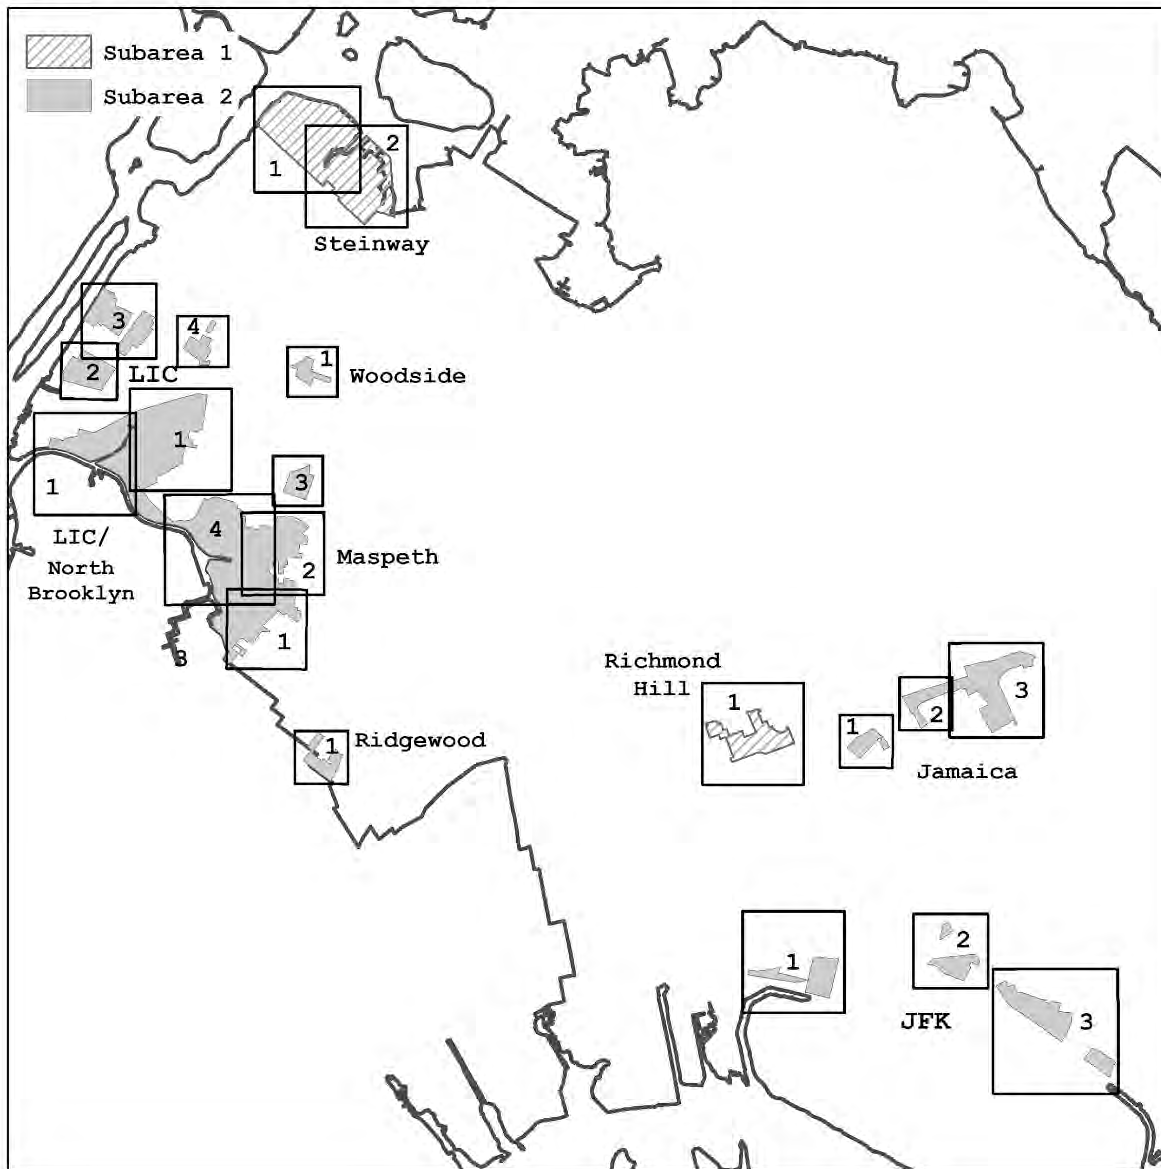 Subarea 1
Subarea 2
1
2
Steinway
3
4
2
LIC
1
Woodside
1
1
LIC/
North
Brooklyn
3
4
2
Maspeth
1
3
1
Ridgewood
Richmond
Hill
1
1
2
3
Jamaica
1
2
JFK
3